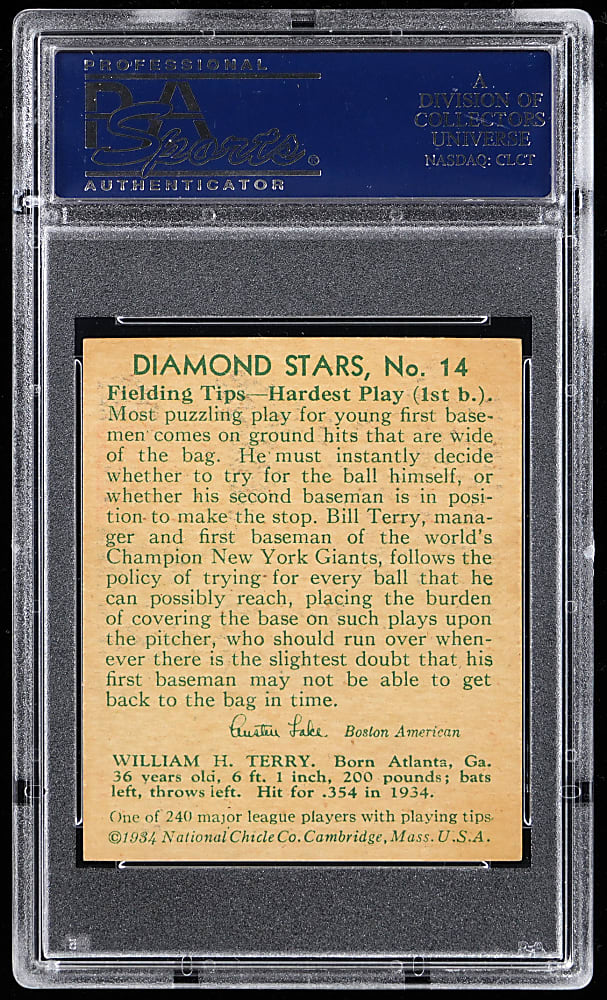 PROFESSIONAL
PSA
Sports®
AUTHENTICATOR
A
DIVISION OF
COLLECTORS
UNIVERSE
NASDAQ: CLCT
DIAMOND STARS, No. 14
Fielding Tips—Hardest Play (1st b.).
Most puzzling play for young first base-
men comes on ground hits that are wide
of the bag. He must instantly decide
whether to try for the ball himself, or
whether his second baseman is in posi-
tion to make the stop. Bill Terry, mana-
ger and first baseman of the world's
Champion New York Giants, follows the
policy of trying for every ball that he
can possibly reach, placing the burden
of covering the base on such plays upon
the pitcher, who should run over when-
ever there is the slightest doubt that his
first baseman may not be able to get
back to the bag in time.
Austin Lake Boston American
WILLIAM H. TERRY. Born Atlanta, Ga.
36 years old, 6 ft. 1 inch, 200 pounds; bats
left, throws left. Hit for .354 in 1934.
One of 240 major league players with playing tips
©1934 National Chicle Co. Cambridge, Mass. U.S.A.
PSA